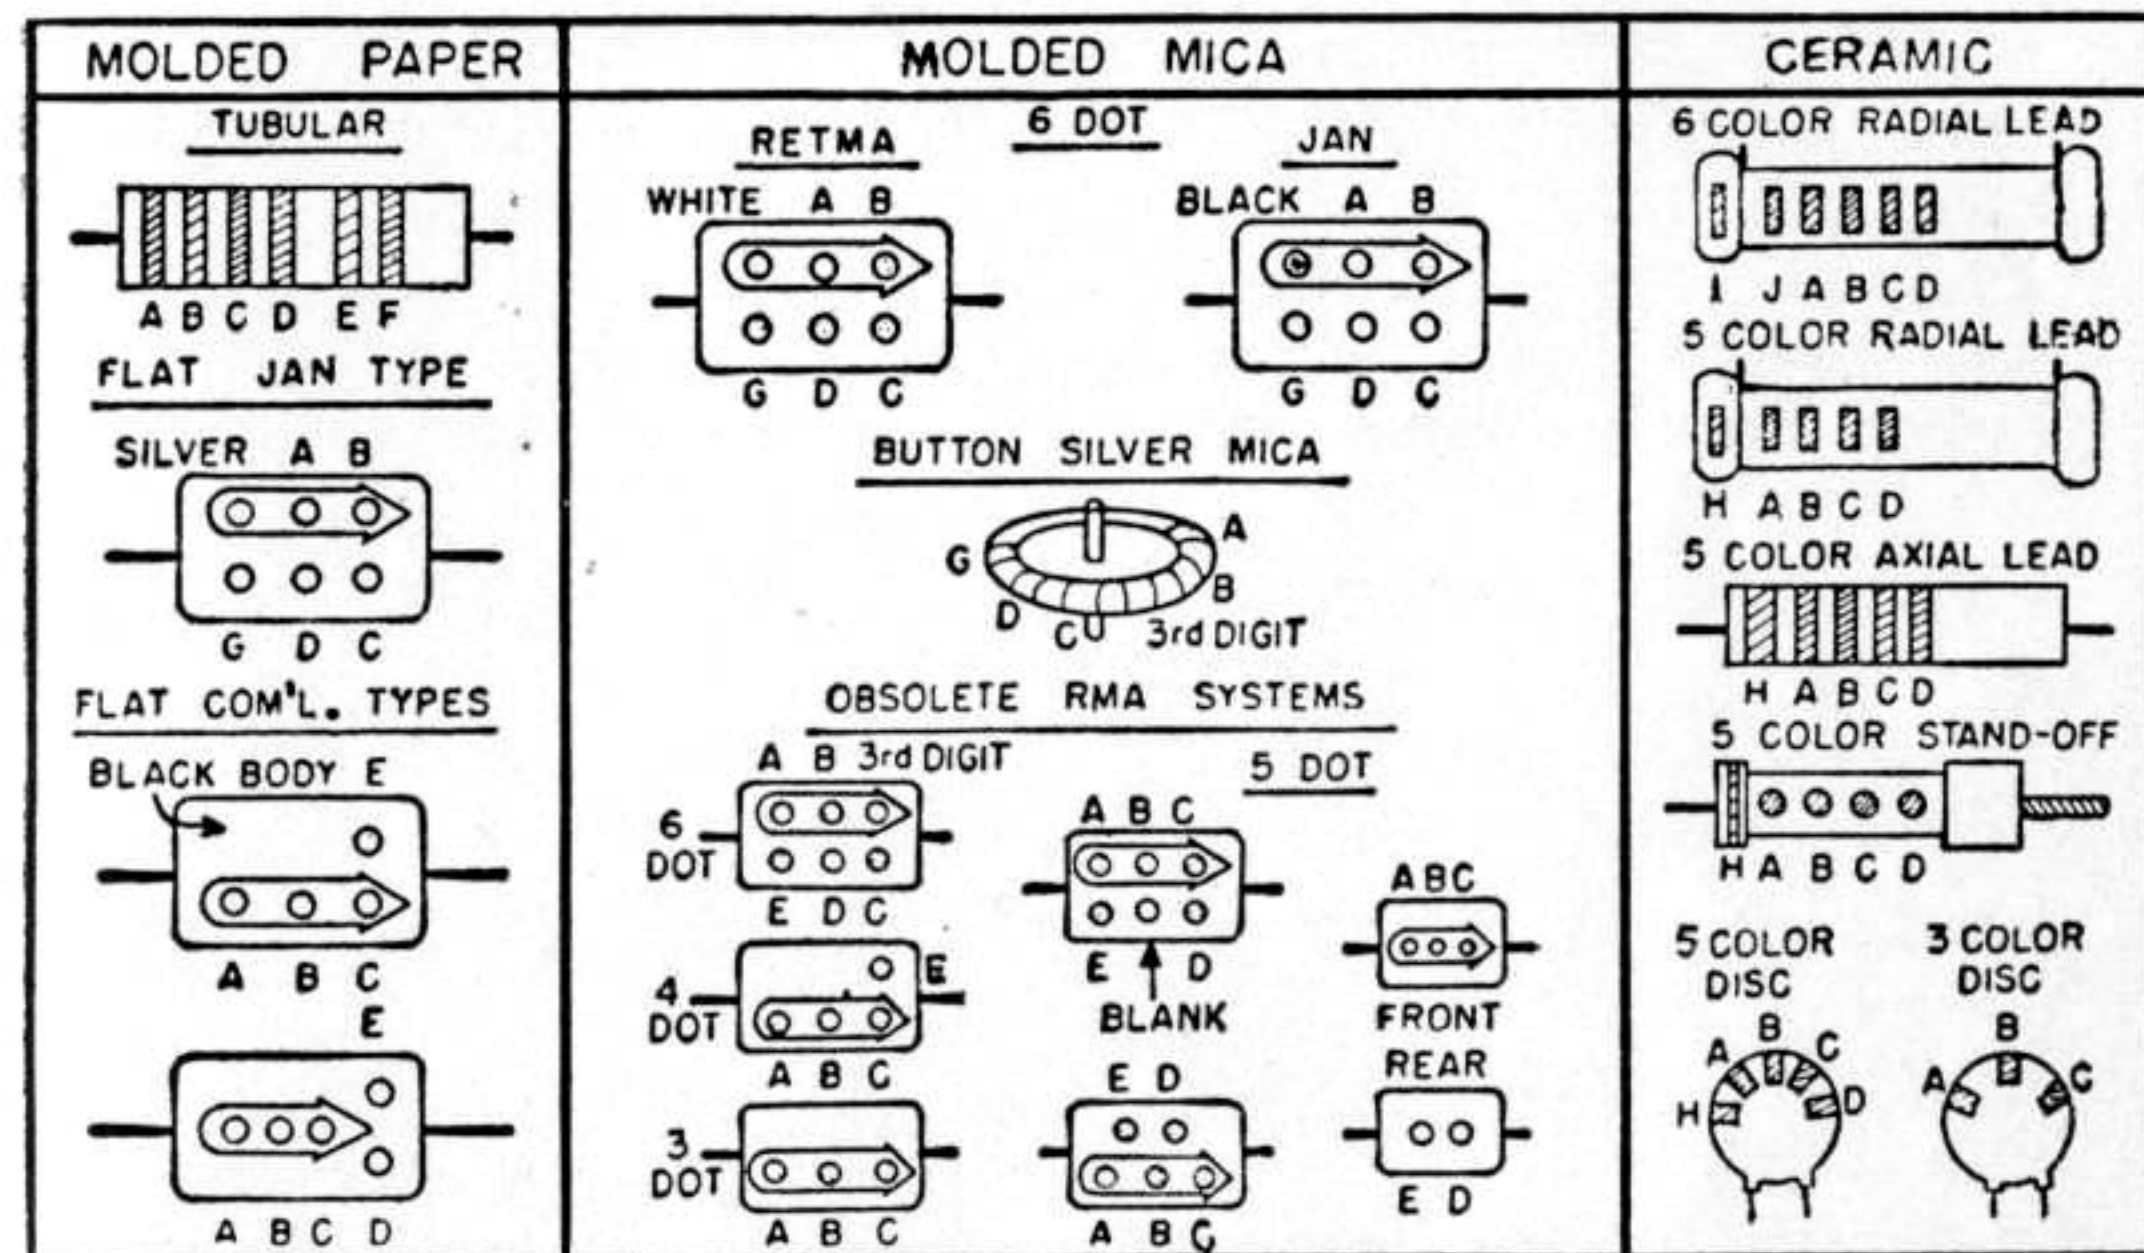 MOLDED PAPER
TUBULAR
A B C D E F
FLAT JAN TYPE
SILVER A B
G D C
FLAT COM'L. TYPES
BLACK BODY E
A B C
E
A B C D
MOLDED MICA
6 DOT
RETMA
WHITE A B
G D C
JAN
BLACK A B
G D C
BUTTON SILVER MICA
G A
B
D
C 3rd DIGIT
OBSOLETE RMA SYSTEMS
A B 3rd DIGIT
6
DOT
E D C
4
DOT
E
A B C
3
DOT
A B C
5 DOT
A B C
E D
BLANK
E D
A B C
ABC
FRONT
REAR
E D
CERAMIC
6 COLOR RADIAL LEAD
I J A B C D
5 COLOR RADIAL LEAD
H A B C D
5 COLOR AXIAL LEAD
H A B C D
5 COLOR STAND-OFF
H A B C D
5 COLOR
DISC
B
A C
H D
3 COLOR
DISC
B
A C